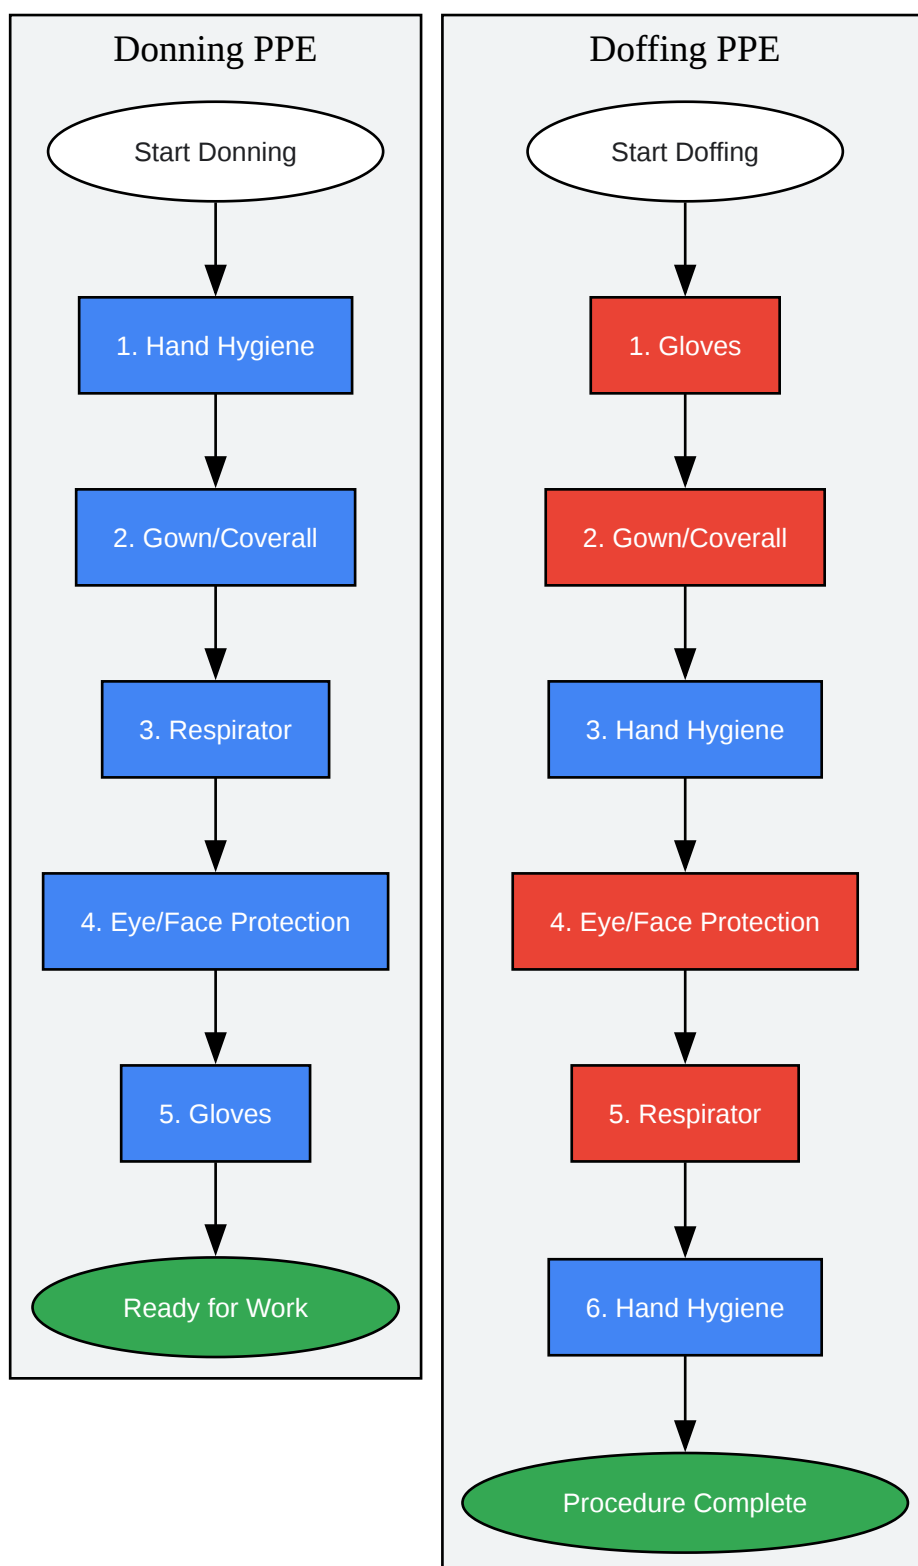 Donning PPE
Start Donning
1. Hand Hygiene
2. Gown/Coverall
3. Respirator
4. Eye/Face Protection
5. Gloves
Ready for Work
Doffing PPE
Start Doffing
1. Gloves
2. Gown/Coverall
3. Hand Hygiene
4. Eye/Face Protection
5. Respirator
6. Hand Hygiene
Procedure Complete